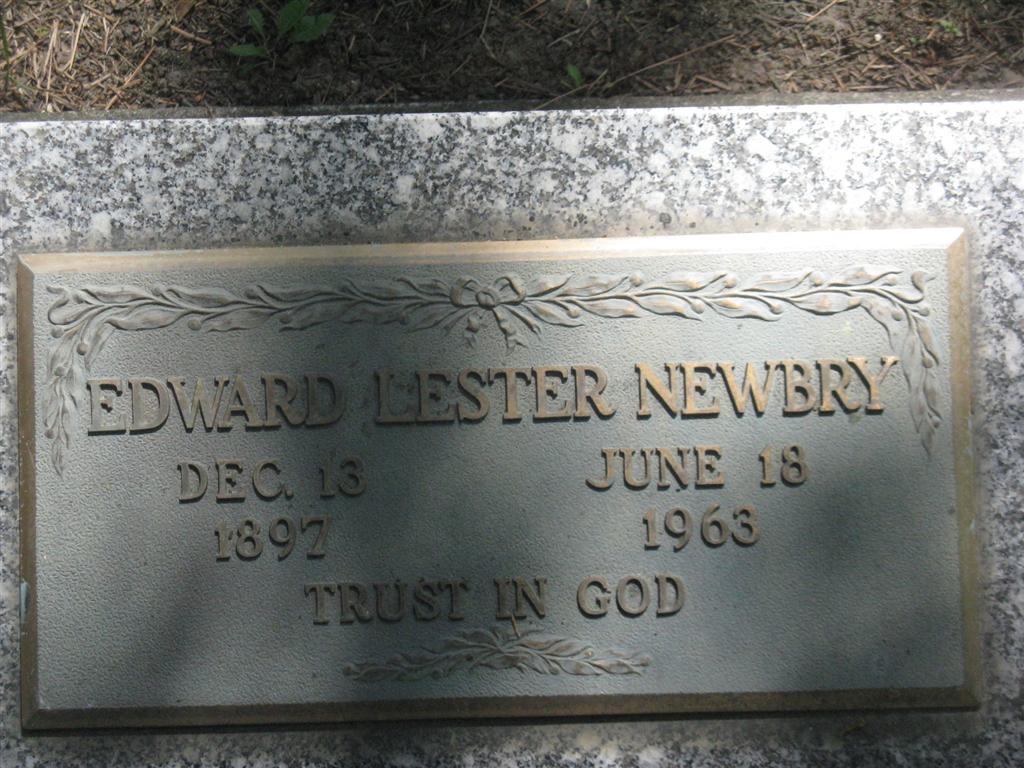 EDWARD LESTER NEWBRY
DEC. 13 JUNE 18
1897 1963
TRUST IN GOD